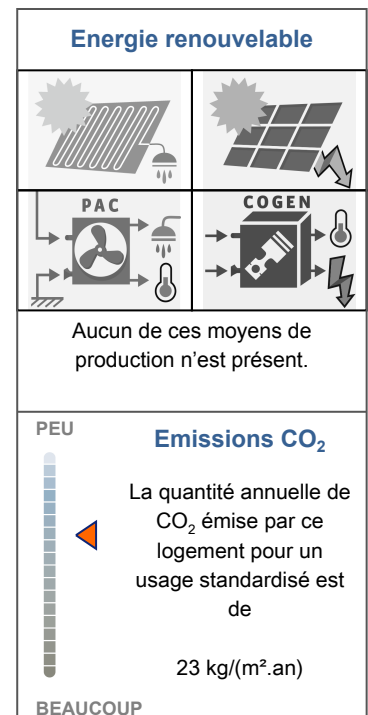 Energie renouvelable
PAC
COGEN
Aucun de ces moyens de
production n’est présent.
PEU
Emissions CO₂
La quantité annuelle de
CO₂ émise par ce
logement pour un
usage standardisé est
de
23 kg/(m².an)
BEAUCOUP